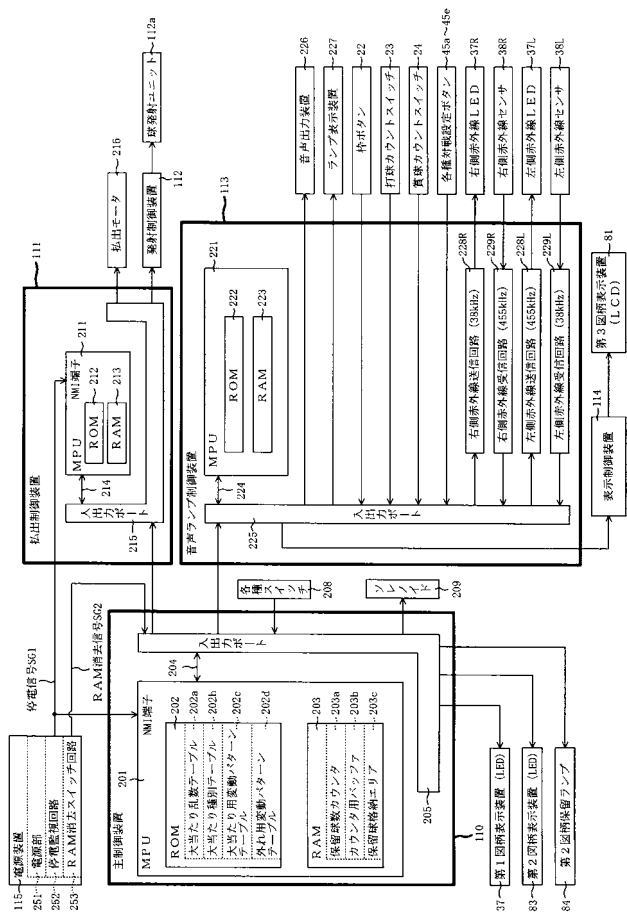 115 電源装置
251 電源部
252 停電監視回路
253 RAM消去スイッチ回路
停電信号SG1
RAM消去信号SG2
111
払出制御装置
MPU
NMI端子
211
ROM
212
RAM
213
214
入出力ポート
215
払出モータ
216
発射制御装置
112
球発射ユニット
112a
主制御装置
110
201
MPU
NMI端子
ROM
202
大当たり乱数テーブル
202a
大当たり種別テーブル
202b
大当たり用変動パターン
テーブル
202c
外れ用変動パターン
テーブル
202d
RAM
203
保留球数カウンタ
203a
カウンタ用バッファ
203b
保留球格納エリア
203c
204
入出力ポート
205
各種スイッチ
208
ソレノイド
209
37 第1図柄表示装置(LED)
83 第2図柄表示装置(LED)
84 第2図柄保留ランプ
113
音声ランプ制御装置
MPU
221
ROM
222
RAM
223
224
入出力ポート
225
右側赤外線送信回路(38kHz)
228R
右側赤外線受信回路(455kHz)
229R
左側赤外線送信回路(455kHz)
228L
左側赤外線受信回路(38kHz)
229L
音声出力装置
226
ランプ表示装置
227
枠ボタン
22
打球カウントスイッチ
23
賞球カウントスイッチ
24
各種対戦設定ボタン
45a~45e
右側赤外線LED
37R
右側赤外線センサ
38R
左側赤外線LED
37L
左側赤外線センサ
38L
表示制御装置
114
第3図柄表示装置
(LCD)
81